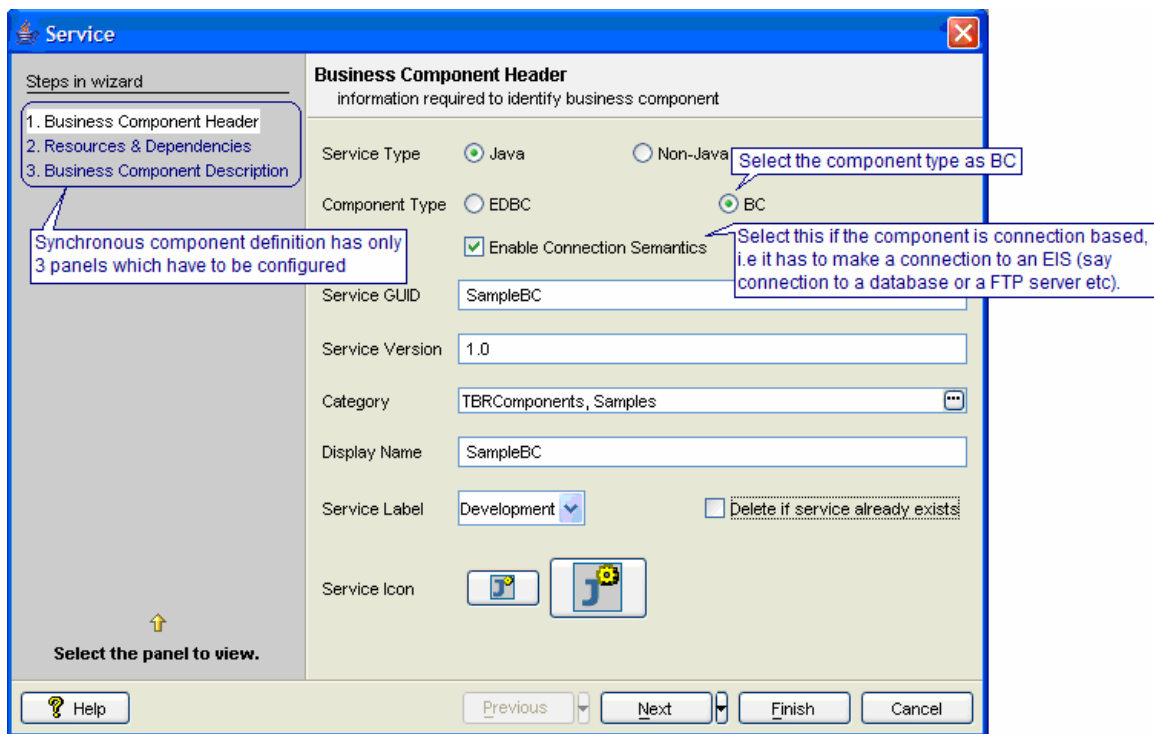 Service
Steps in wizard
1. Business Component Header
2. Resources & Dependencies
3. Business Component Description
Synchronous component definition has only
3 panels which have to be configured
Select the panel to view.
Business Component Header
information required to identify business component
Service Type Java Non-Java
Select the component type as BC
Component Type EDBC BC
Enable Connection Semantics
Select this if the component is connection based,
i.e it has to make a connection to an EIS (say
connection to a database or a FTP server etc).
Service GUID SampleBC
Service Version 1.0
Category TBRComponents, Samples
Display Name SampleBC
Service Label Development Delete if service already exists
Service Icon
Help Previous Next Finish Cancel